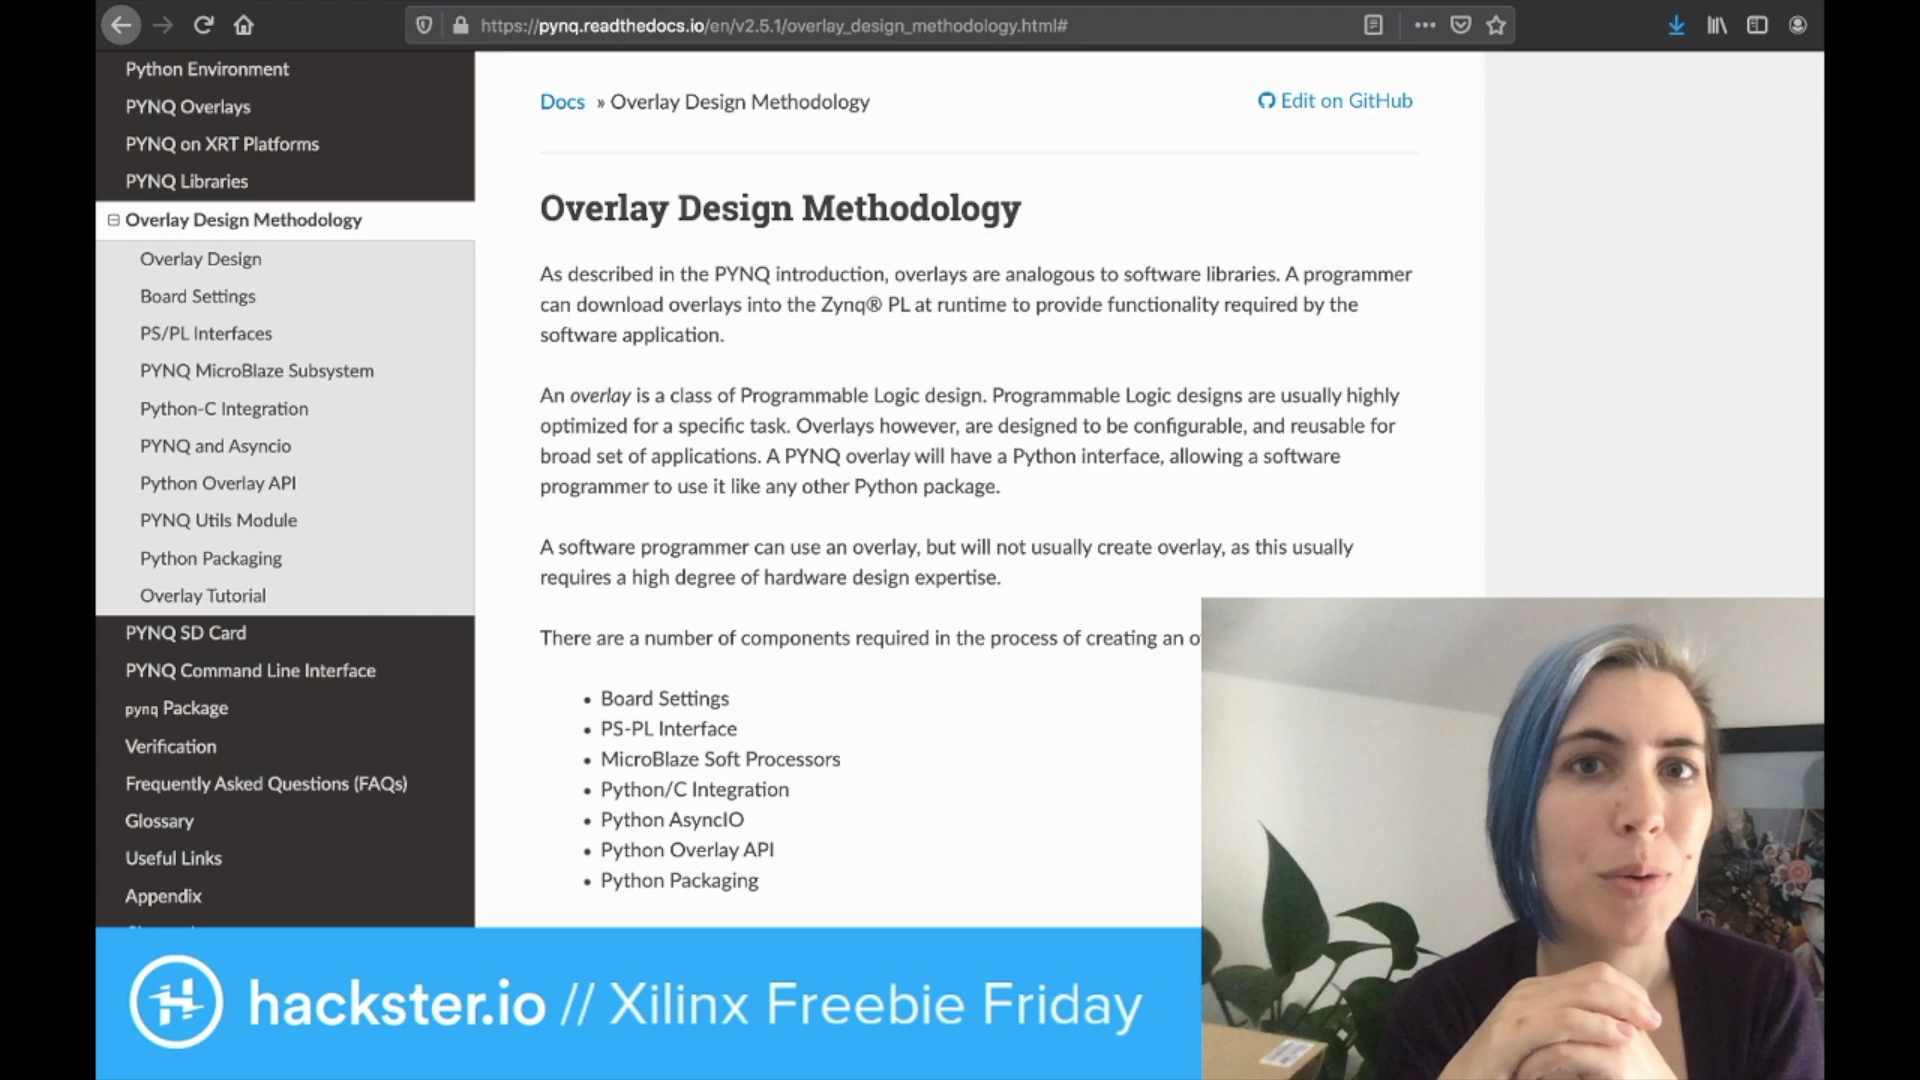 https://pynq.readthedocs.io/en/v2.5.1/overlay_design_methodology.html#
Python Environment
PYNQ Overlays
PYNQ on XRT Platforms
PYNQ Libraries
Overlay Design Methodology
Overlay Design
Board Settings
PS/PL Interfaces
PYNQ MicroBlaze Subsystem
Python-C Integration
PYNQ and Asyncio
Python Overlay API
PYNQ Utils Module
Python Packaging
Overlay Tutorial
PYNQ SD Card
PYNQ Command Line Interface
pynq Package
Verification
Frequently Asked Questions (FAQs)
Glossary
Useful Links
Appendix
Docs » Overlay Design Methodology
Edit on GitHub
Overlay Design Methodology
As described in the PYNQ introduction, overlays are analogous to software libraries. A programmer
can download overlays into the Zynq® PL at runtime to provide functionality required by the
software application.
An overlay is a class of Programmable Logic design. Programmable Logic designs are usually highly
optimized for a specific task. Overlays however, are designed to be configurable, and reusable for
broad set of applications. A PYNQ overlay will have a Python interface, allowing a software
programmer to use it like any other Python package.
A software programmer can use an overlay, but will not usually create overlay, as this usually
requires a high degree of hardware design expertise.
There are a number of components required in the process of creating an
• Board Settings
• PS-PL Interface
• MicroBlaze Soft Processors
• Python/C Integration
• Python AsyncIO
• Python Overlay API
• Python Packaging
hackster.io // Xilinx Freebie Friday